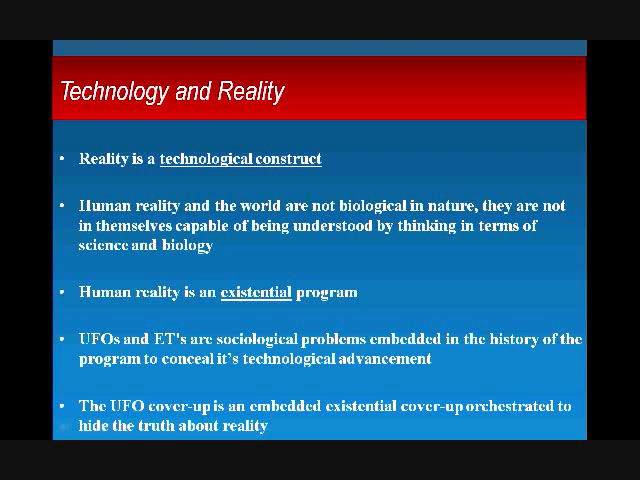 Technology and Reality
• Reality is a technological construct
• Human reality and the world are not biological in nature, they are not
in themselves capable of being understood by thinking in terms of
science and biology
• Human reality is an existential program
• UFOs and ET's are sociological problems embedded in the history of the
program to conceal it's technological advancement
• The UFO cover-up is an embedded existential cover-up orchestrated to
hide the truth about reality